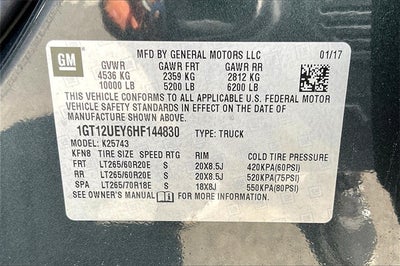 GM
MFD BY GENERAL MOTORS LLC 01/17
GVWR GAWR FRT GAWR RR
4536 KG 2359 KG 2812 KG
10000 LB 5200 LB 6200 LB
THIS VEHICLE CONFORMS TO ALL APPLICABLE U.S. FEDERAL MOTOR
VEHICLE SAFETY STANDARDS IN EFFECT ON THE DATE OF
MANUFACTURE SHOWN ABOVE.
1GT12UEY6HF144830 TYPE: TRUCK
MODEL: K25743
KFN8 TIRE SIZE SPEED RTG RIM COLD TIRE PRESSURE
FRT LT265/60R20E S 20X8.5J 420KPA(60PSI)
RR LT265/60R20E S 20X8.5J 520KPA(75PSI)
SPA LT265/70R18E S 18X8J 550KPA(80PSI)
SEE OWNER'S MANUAL FOR MORE INFORMATION